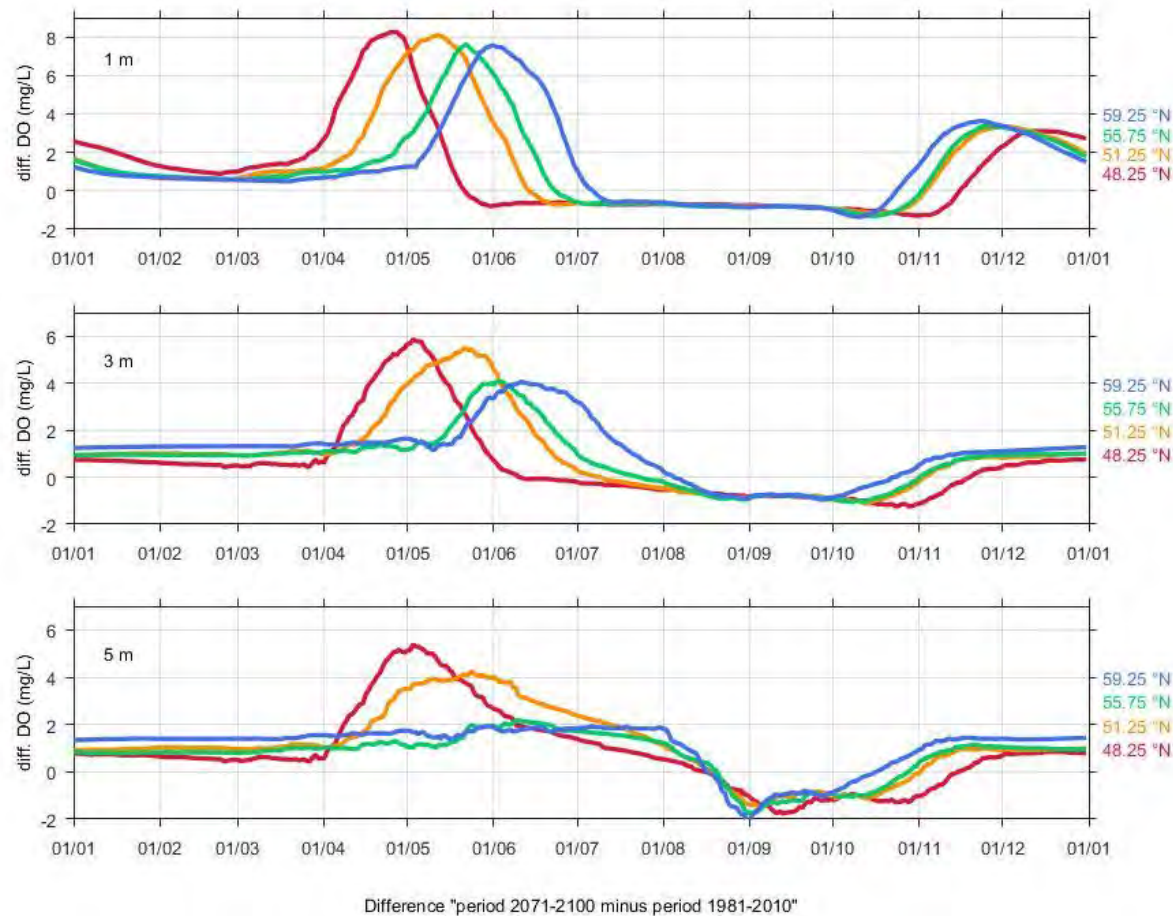 8
6
4
2
0
-2
diff. DO (mg/L)
1 m
59.25 °N
55.75 °N
51.25 °N
48.25 °N
01/01 01/02 01/03 01/04 01/05 01/06 01/07 01/08 01/09 01/10 01/11 01/12 01/01
6
4
2
0
-2
diff. DO (mg/L)
3 m
59.25 °N
55.75 °N
51.25 °N
48.25 °N
01/01 01/02 01/03 01/04 01/05 01/06 01/07 01/08 01/09 01/10 01/11 01/12 01/01
6
4
2
0
-2
diff. DO (mg/L)
5 m
59.25 °N
55.75 °N
51.25 °N
48.25 °N
01/01 01/02 01/03 01/04 01/05 01/06 01/07 01/08 01/09 01/10 01/11 01/12 01/01
Difference "period 2071-2100 minus period 1981-2010"